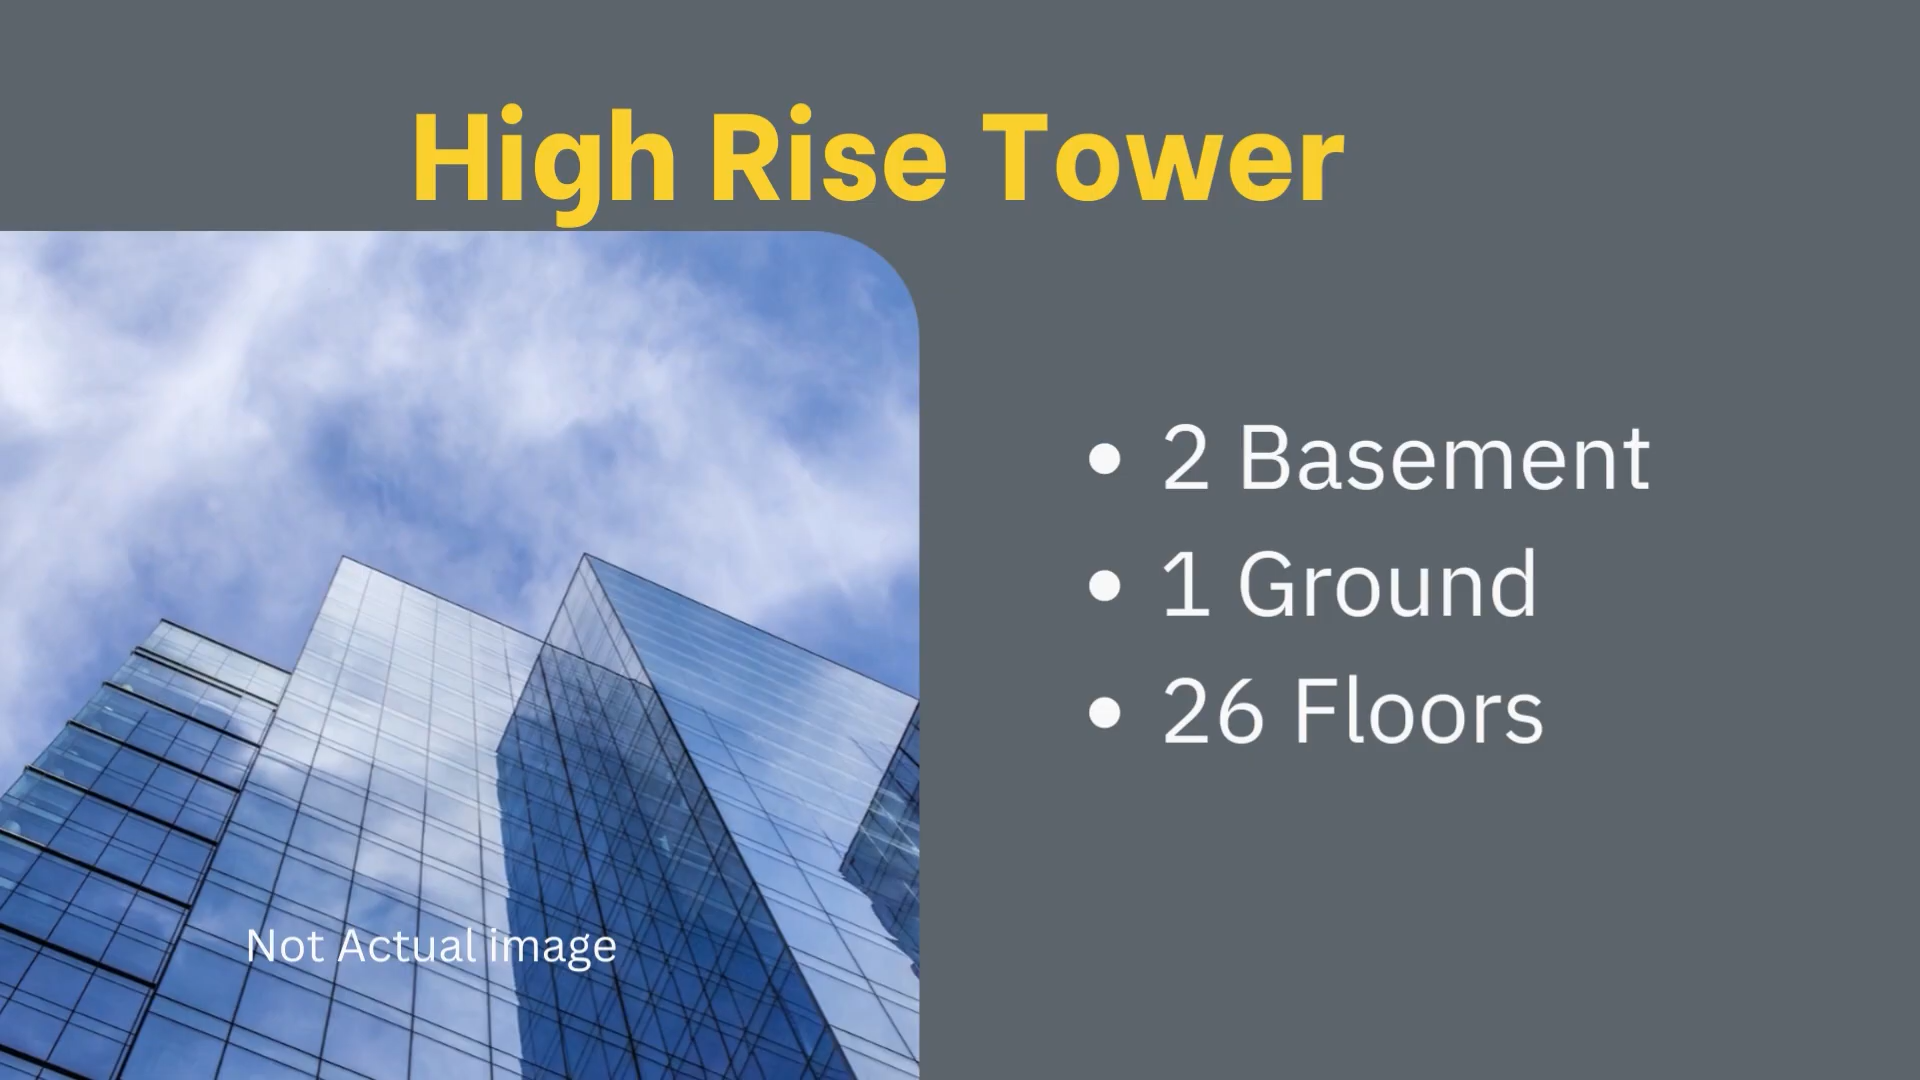 High Rise Tower
• 2 Basement
• 1 Ground
• 26 Floors
Not Actual image